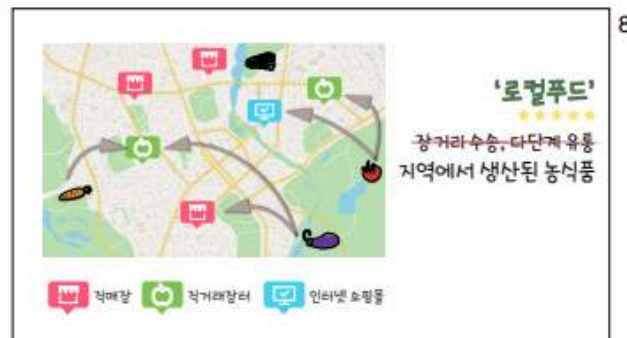 '로컬푸드'
장거리 수송, 다단계 유통
지역에서 생산된 농식품
직매장
직거래장터
인터넷 쇼핑몰
8